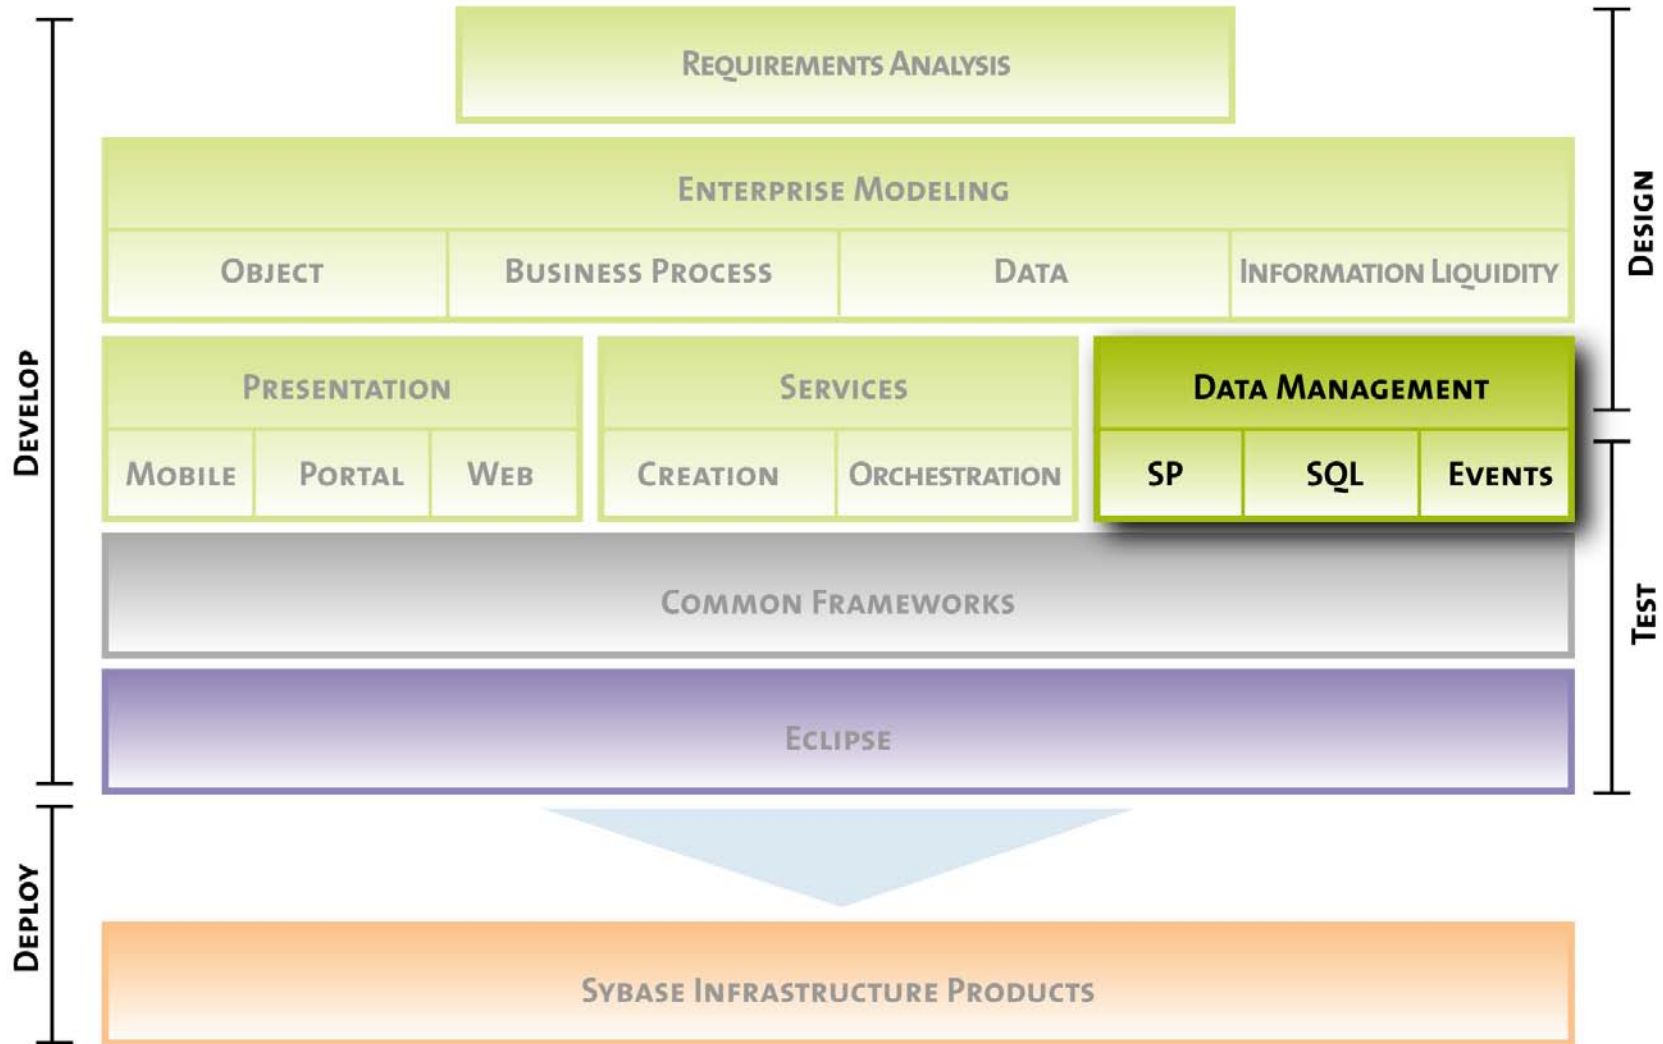 REQUIREMENTS ANALYSIS
ENTERPRISE MODELING
OBJECT
BUSINESS PROCESS
DATA
INFORMATION LIQUIDITY
PRESENTATION
SERVICES
DATA MANAGEMENT
MOBILE
PORTAL
WEB
CREATION
ORCHESTRATION
SP
SQL
EVENTS
COMMON FRAMEWORKS
ECLIPSE
SYBASE INFRASTRUCTURE PRODUCTS
DEVELOP
DEPLOY
DESIGN
TEST